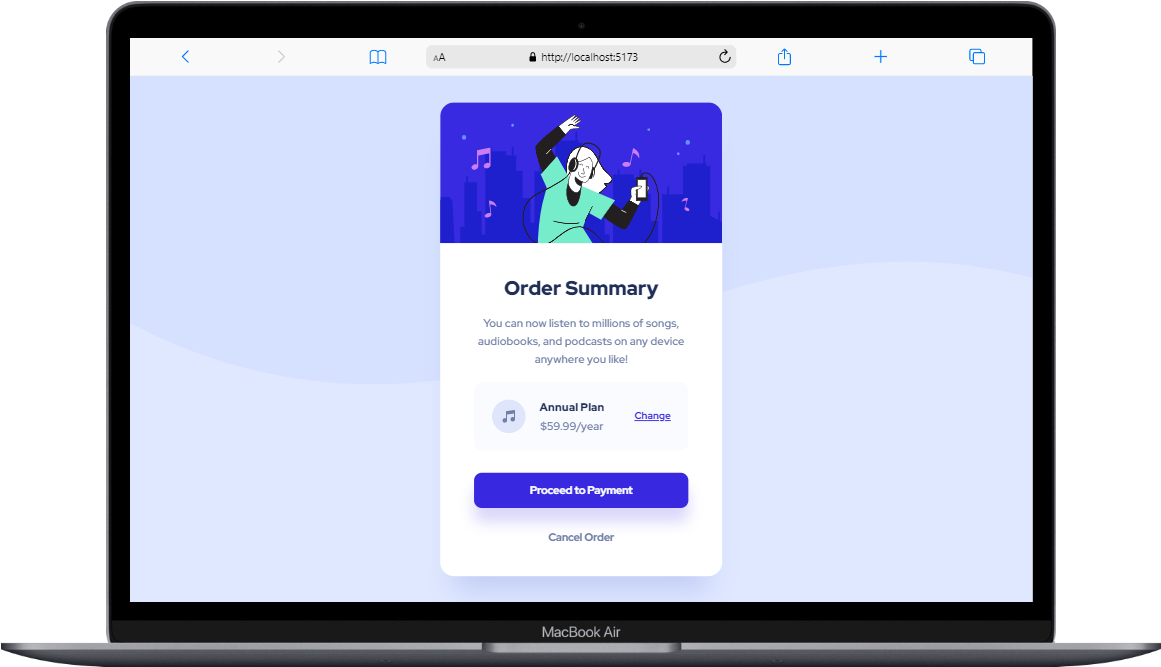 AA
http://localhost:5173
Order Summary
You can now listen to millions of songs,
audiobooks, and podcasts on any device
anywhere you like!
Annual Plan
$59.99/year
Change
Proceed to Payment
Cancel Order
MacBook Air